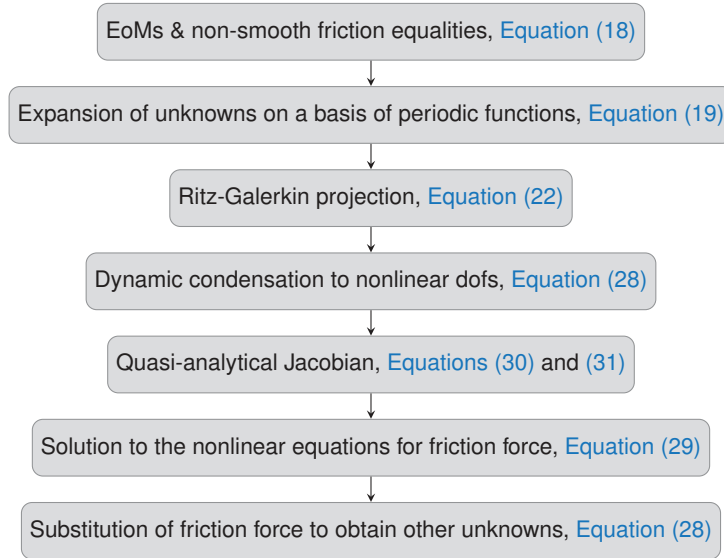 EoMs & non-smooth friction equalities, Equation (18)
Expansion of unknowns on a basis of periodic functions, Equation (19)
Ritz-Galerkin projection, Equation (22)
Dynamic condensation to nonlinear dofs, Equation (28)
Quasi-analytical Jacobian, Equations (30) and (31)
Solution to the nonlinear equations for friction force, Equation (29)
Substitution of friction force to obtain other unknowns, Equation (28)